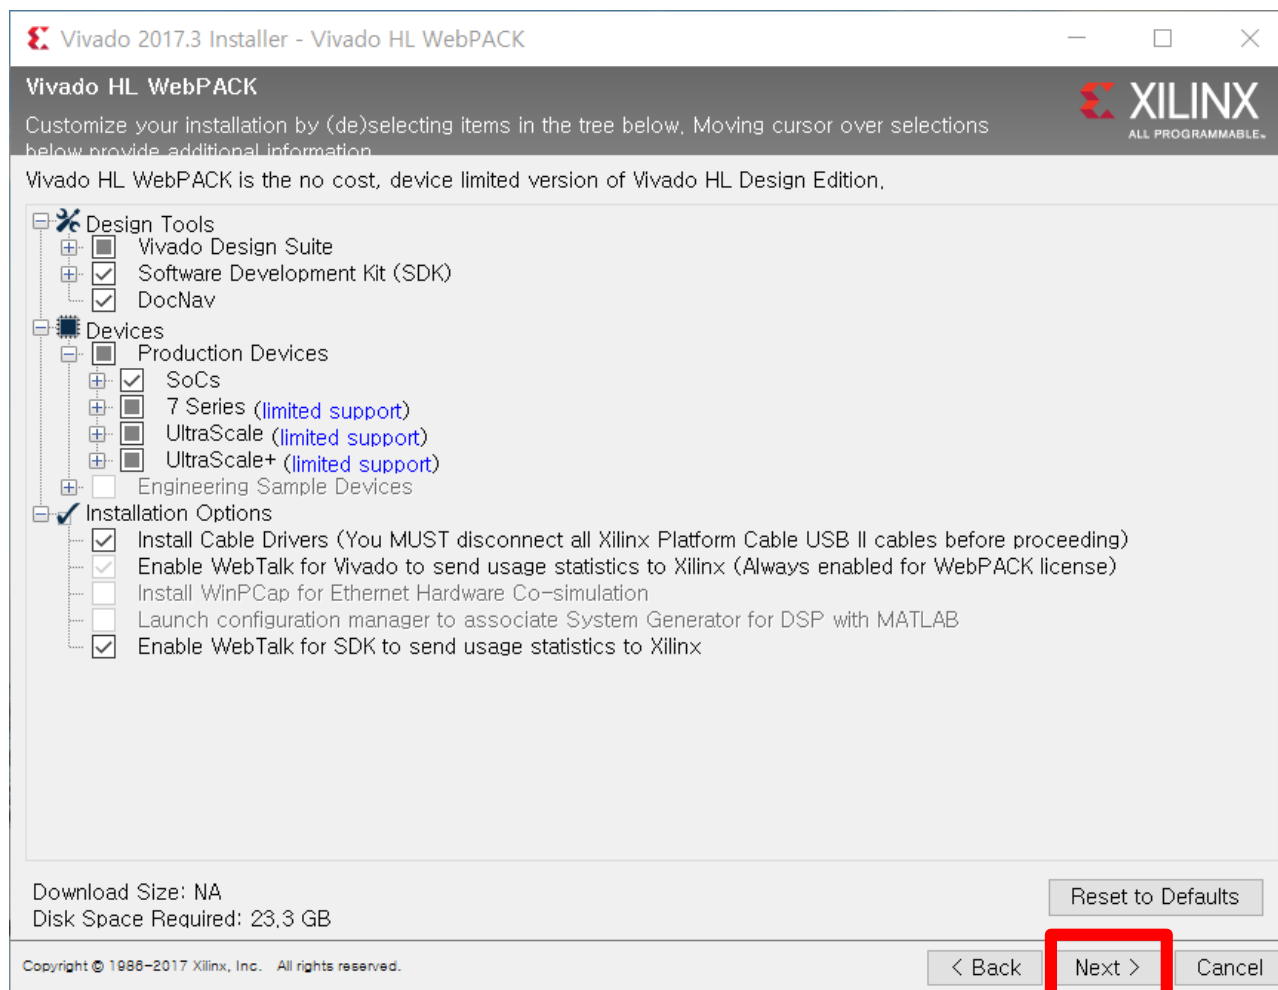 Vivado 2017.3 Installer - Vivado HL WebPACK
Vivado HL WebPACK
XILINX
ALL PROGRAMMABLE™
Customize your installation by (de)selecting items in the tree below. Moving cursor over selections
below provide additional information.
Vivado HL WebPACK is the no cost, device limited version of Vivado HL Design Edition.
Design Tools
Vivado Design Suite
Software Development Kit (SDK)
DocNav
Devices
Production Devices
SoCs
7 Series (limited support)
UltraScale (limited support)
UltraScale+ (limited support)
Engineering Sample Devices
Installation Options
Install Cable Drivers (You MUST disconnect all Xilinx Platform Cable USB II cables before proceeding)
Enable WebTalk for Vivado to send usage statistics to Xilinx (Always enabled for WebPACK license)
Install WinPCap for Ethernet Hardware Co-simulation
Launch configuration manager to associate System Generator for DSP with MATLAB
Enable WebTalk for SDK to send usage statistics to Xilinx
Download Size: NA
Disk Space Required: 23.3 GB
Reset to Defaults
Copyright © 1986-2017 Xilinx, Inc. All rights reserved.
< Back
Next >
Cancel